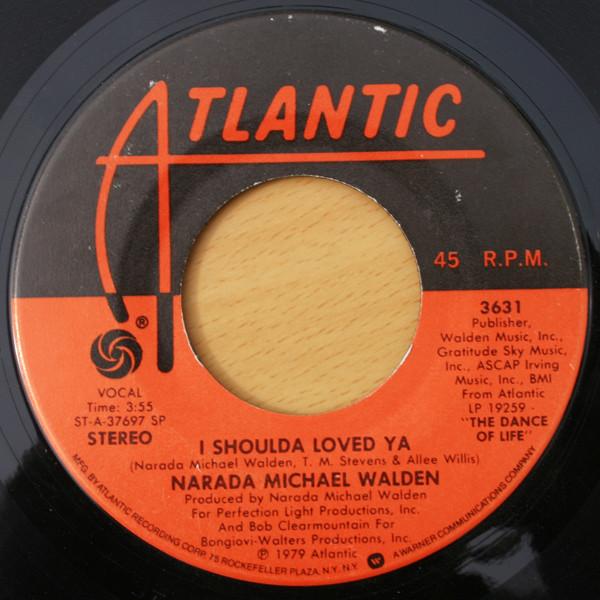 ATLANTIC
45 R.P.M.
®
VOCAL
Time: 3:55
ST-A-37697 SP
STEREO
3631
Publisher,
Walden Music, Inc.,
Gratitude Sky Music,
Inc., ASCAP Irving
Music, Inc., BMI
From Atlantic
LP 19259 -
"THE DANCE
OF LIFE"
I SHOULDA LOVED YA
(Narada Michael Walden, T. M. Stevens & Allee Willis)
NARADA MICHAEL WALDEN
Produced by Narada Michael Walden
For Perfection Light Productions, Inc.
And Bob Clearmountain For
Bongiovi-Walters Productions, Inc.
℗ 1979 Atlantic
MFG. BY ATLANTIC RECORDING CORP. 75 ROCKEFELLER PLAZA, N.Y. N.Y. W A WARNER COMMUNICATIONS COMPANY